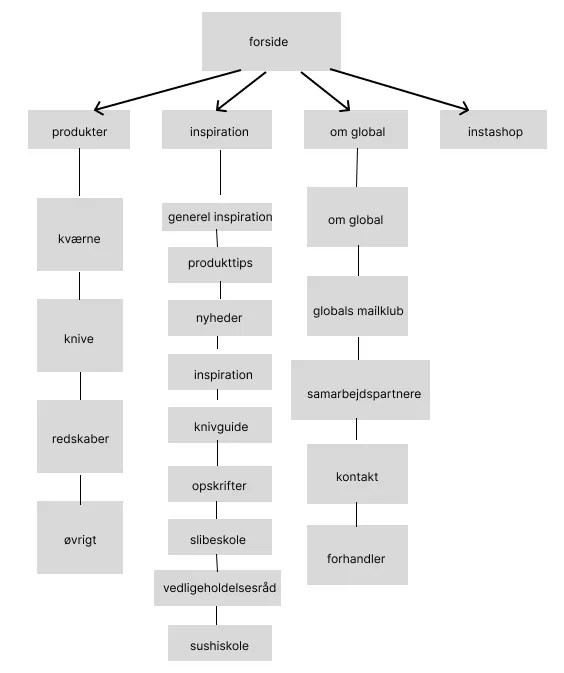 forside
produkter
inspiration
om global
instashop
kværne
knive
redskaber
øvrigt
generel inspiration
produkttips
nyheder
inspiration
knivguide
opskrifter
slibeskole
vedligeholdelsesråd
sushiskole
om global
globals mailklub
samarbejdspartnere
kontakt
forhandler